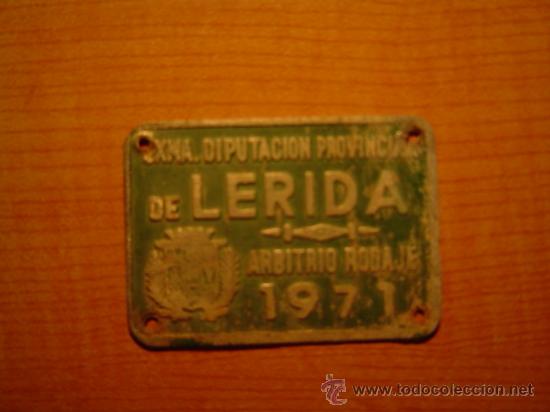 EXMA. DIPUTACION PROVINCIAL
DE LERIDA
ARBITRIO RODAJE
1971
www.todocoleccion.net